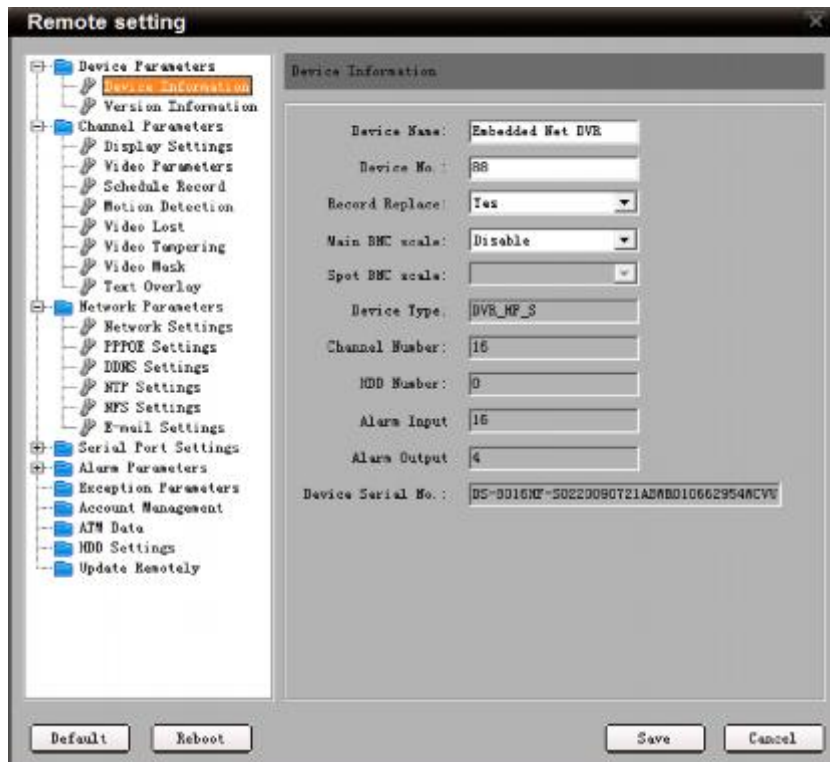 Remote setting
Device Parameters
Device Information
Version Information
Channel Parameters
Display Settings
Video Parameters
Schedule Record
Motion Detection
Video Lost
Video Tampering
Video Mask
Text Overlay
Network Parameters
Network Settings
PPPOE Settings
DDNS Settings
NTP Settings
NFS Settings
E-mail Settings
Serial Port Settings
Alarm Parameters
Exception Parameters
Account Management
ATM Data
HDD Settings
Update Remotely
Device Information
Device Name: Embedded Net DVR
Device No.: 88
Record Replace: Yes
Main BNC scale: Disable
Spot BNC scale:
Device Type. DVR_HF_S
Channel Number: 16
HDD Number: 0
Alarm Input 16
Alarm Output 4
Device Serial No.:
Default Reboot Save Cancel